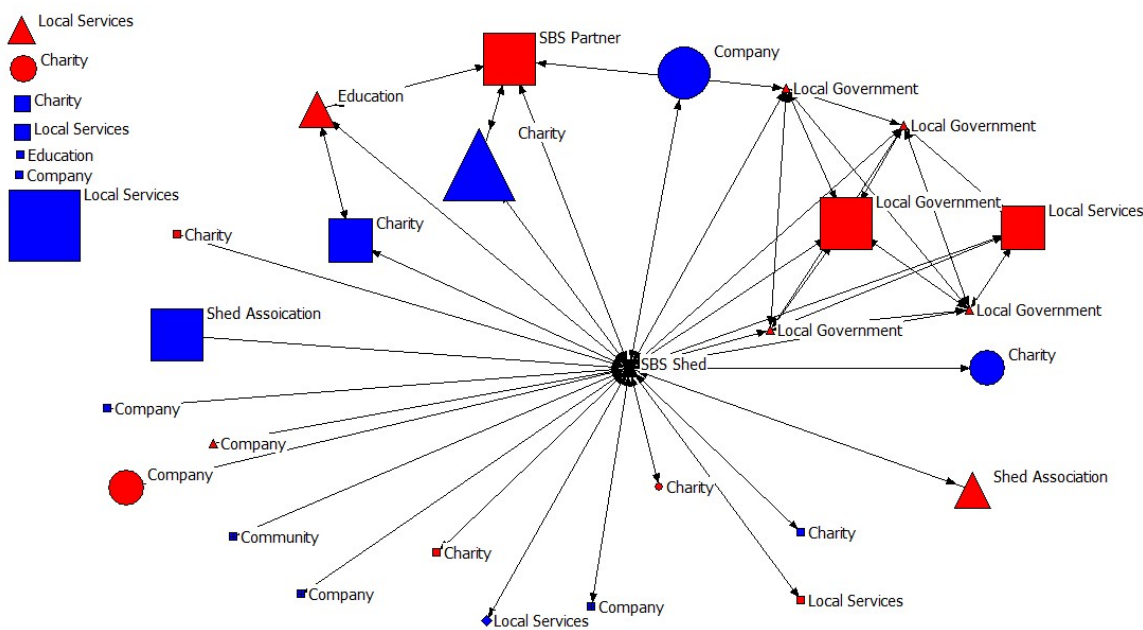 Local Services
SBS Partner
Company
Charity
Local Government
Education
Charity
Charity
Local Government
Local Services
Education
Company
Local Services
Local Government
Local Services
Charity
Charity
Shed Assoication
Local Government
Local Government
SBS Shed
Charity
Company
Company
Company
Shed Association
Charity
Community
Charity
Charity
Company
Local Services
Company
Local Services